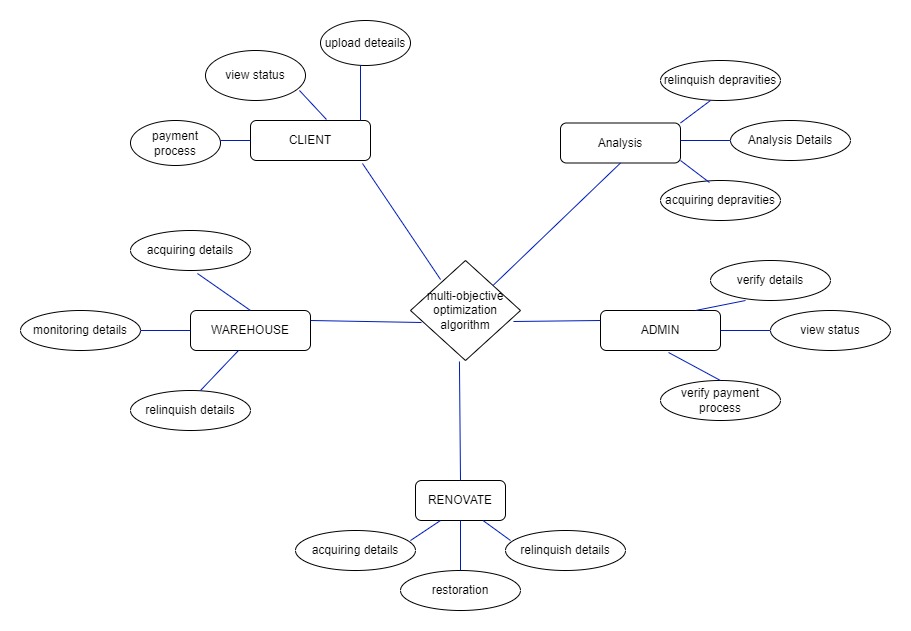 upload deteails
view status
payment
process
CLIENT
relinquish depravities
Analysis
Analysis Details
acquiring depravities
acquiring details
monitoring details
WAREHOUSE
relinquish details
multi-objective
optimization
algorithm
verify details
ADMIN
view status
verify payment
process
RENOVATE
acquiring details
relinquish details
restoration